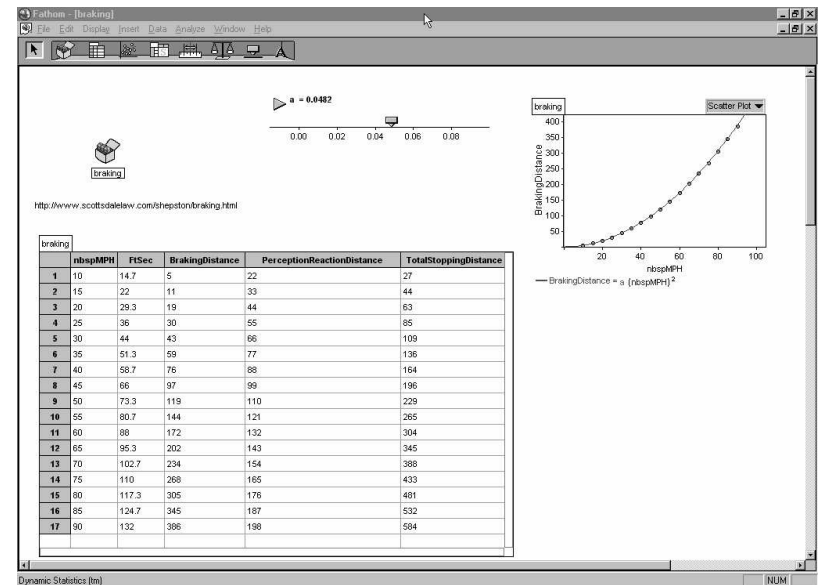 Fathom - [braking]
File Edit Display Insert Data Analyze Window Help
a = 0.0482
0.00 0.02 0.04 0.06 0.08
braking
http://www.scottsdalelaw.com/shepston/braking.html
braking
Scatter Plot
BrakingDistance
400
350
300
250
200
150
100
50
20 40 60 80 100
nbspMPH
BrakingDistance = a (nbspMPH)²
braking
nbspMPH FtSec BrakingDistance PerceptionReactionDistance TotalStoppingDistance
1 10 14.7 5 22 27
2 15 22 11 33 44
3 20 29.3 19 44 63
4 25 36 30 55 85
5 30 44 43 66 109
6 35 51.3 59 77 136
7 40 58.7 76 88 164
8 45 66 97 99 196
9 50 73.3 119 110 229
10 55 80.7 144 121 265
11 60 88 172 132 304
12 65 95.3 202 143 345
13 70 102.7 234 154 388
14 75 110 268 165 433
15 80 117.3 305 176 481
16 85 124.7 345 187 532
17 90 132 386 198 584
Dynamic Statistics (tm)
NUM